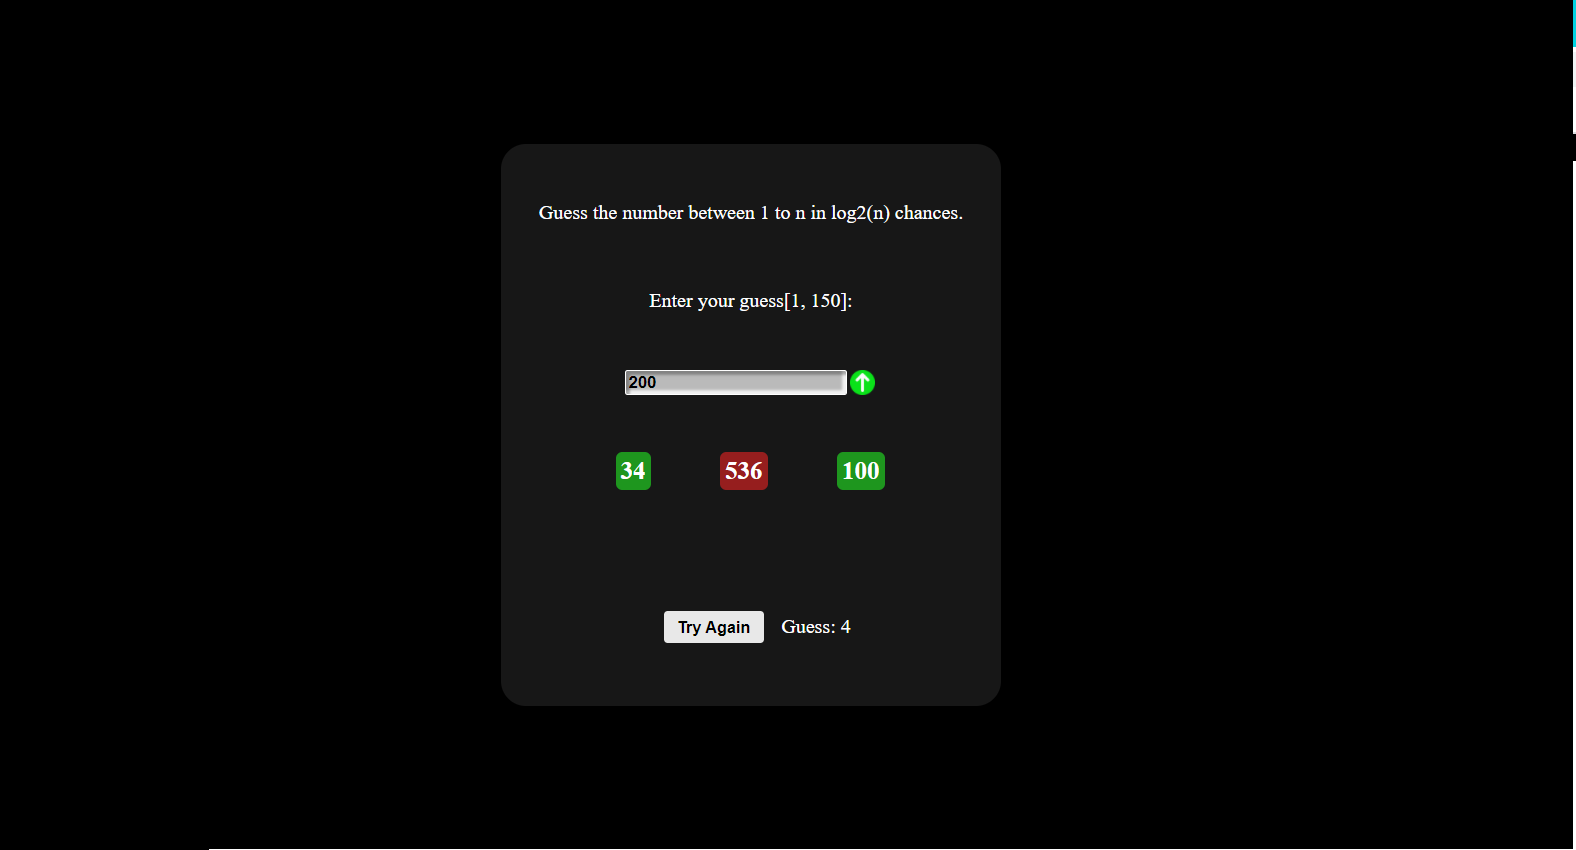 Guess the number between 1 to n in log2(n) chances.
Enter your guess[1, 150]:
200
34 536 100
Try Again Guess: 4